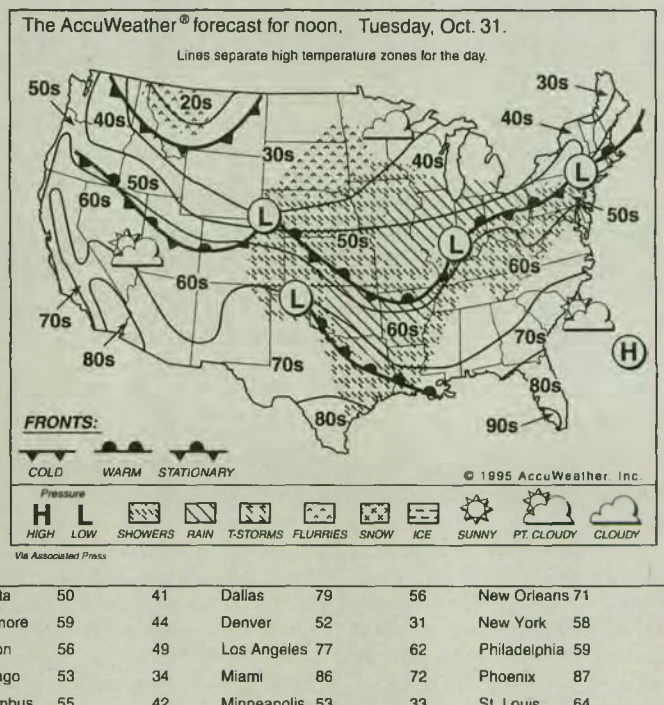 The AccuWeather® forecast for noon, Tuesday, Oct. 31.
Lines separate high temperature zones for the day.
50s
40s
20s
30s
40s
30s
40s
50s
60s
50s
60s
50s
60s
60s
70s
80s
70s
80s
70s
80s
90s
L
L
L
L
H
FRONTS:
COLD WARM STATIONARY
© 1995 AccuWeather, Inc.
Pressure
H L
HIGH LOW SHOWERS RAIN T-STORMS FLURRIES SNOW ICE SUNNY PT. CLOUDY CLOUDY
Via Associated Press
ta 50 41 Dallas 79 56 New Orleans 71
more 59 44 Denver 52 31 New York 58
on 56 49 Los Angeles 77 62 Philadelphia 59
ago 53 34 Miami 86 72 Phoenix 87
mbus 55 42 Minneapolis 53 33 St. Louis 64